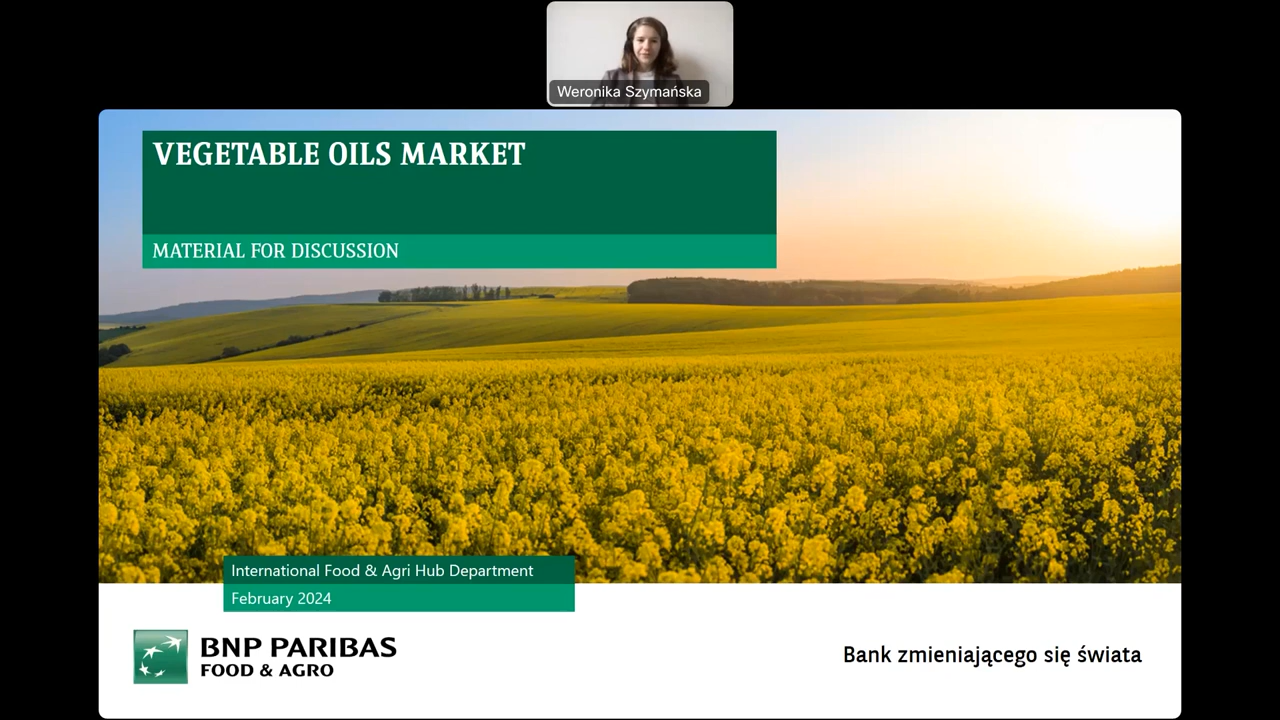 Weronika Szymańska
VEGETABLE OILS MARKET
MATERIAL FOR DISCUSSION
International Food & Agri Hub Department
February 2024
BNP PARIBAS
FOOD & AGRO
Bank zmieniającego się świata